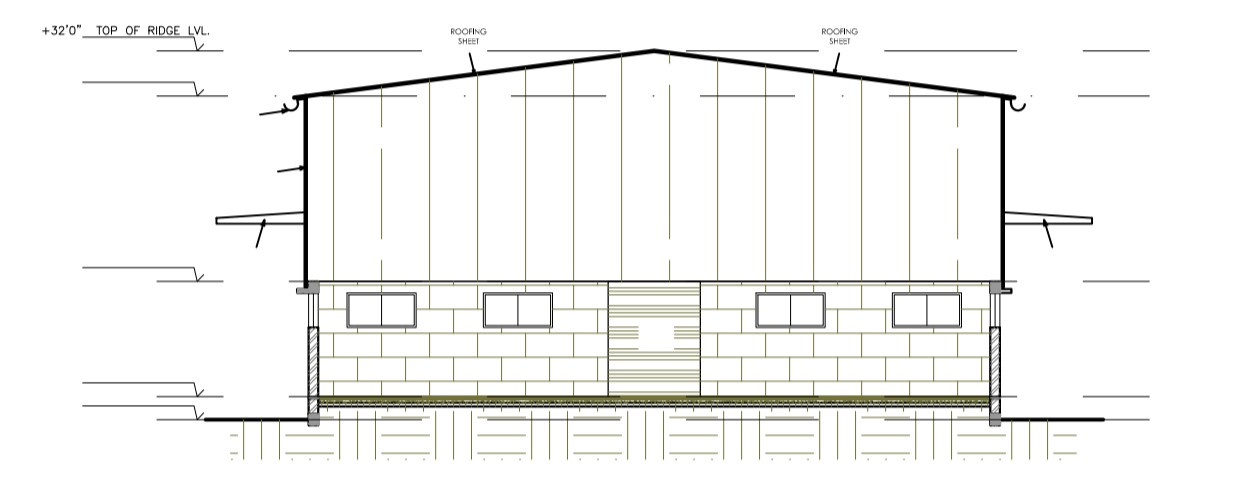 +32'0" TOP OF RIDGE LVL.
ROOFING
SHEET
ROOFING
SHEET